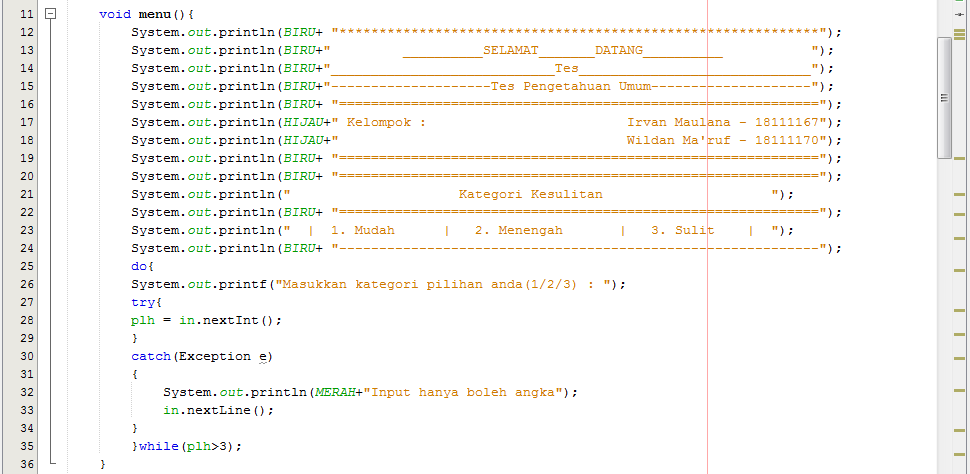 11 void menu(){
12 System.out.println(BIRU+ "************************************************************");
13 System.out.println(BIRU+"         __________SELAMAT_______DATANG__________           ");
14 System.out.println(BIRU+"____________________________Tes_____________________________");
15 System.out.println(BIRU+"--------------------Tes Pengetahuan Umum--------------------");
16 System.out.println(BIRU+ "============================================================");
17 System.out.println(HIJAU+" Kelompok :                         Irvan Maulana - 18111167");
18 System.out.println(HIJAU+"                                    Wildan Ma'ruf - 18111170");
19 System.out.println(BIRU+ "============================================================");
20 System.out.println(BIRU+ "============================================================");
21 System.out.println("                     Kategori Kesulitan                     ");
22 System.out.println(BIRU+ "============================================================");
23 System.out.println("  |  1. Mudah      |   2. Menengah       |   3. Sulit    |  ");
24 System.out.println(BIRU+ "------------------------------------------------------------");
25 do{
26 System.out.printf("Masukkan kategori pilihan anda(1/2/3) : ");
27 try{
28 plh = in.nextInt();
29 }
30 catch(Exception e)
31 {
32 System.out.println(MERAH+"Input hanya boleh angka");
33 in.nextLine();
34 }
35 }while(plh>3);
36 }